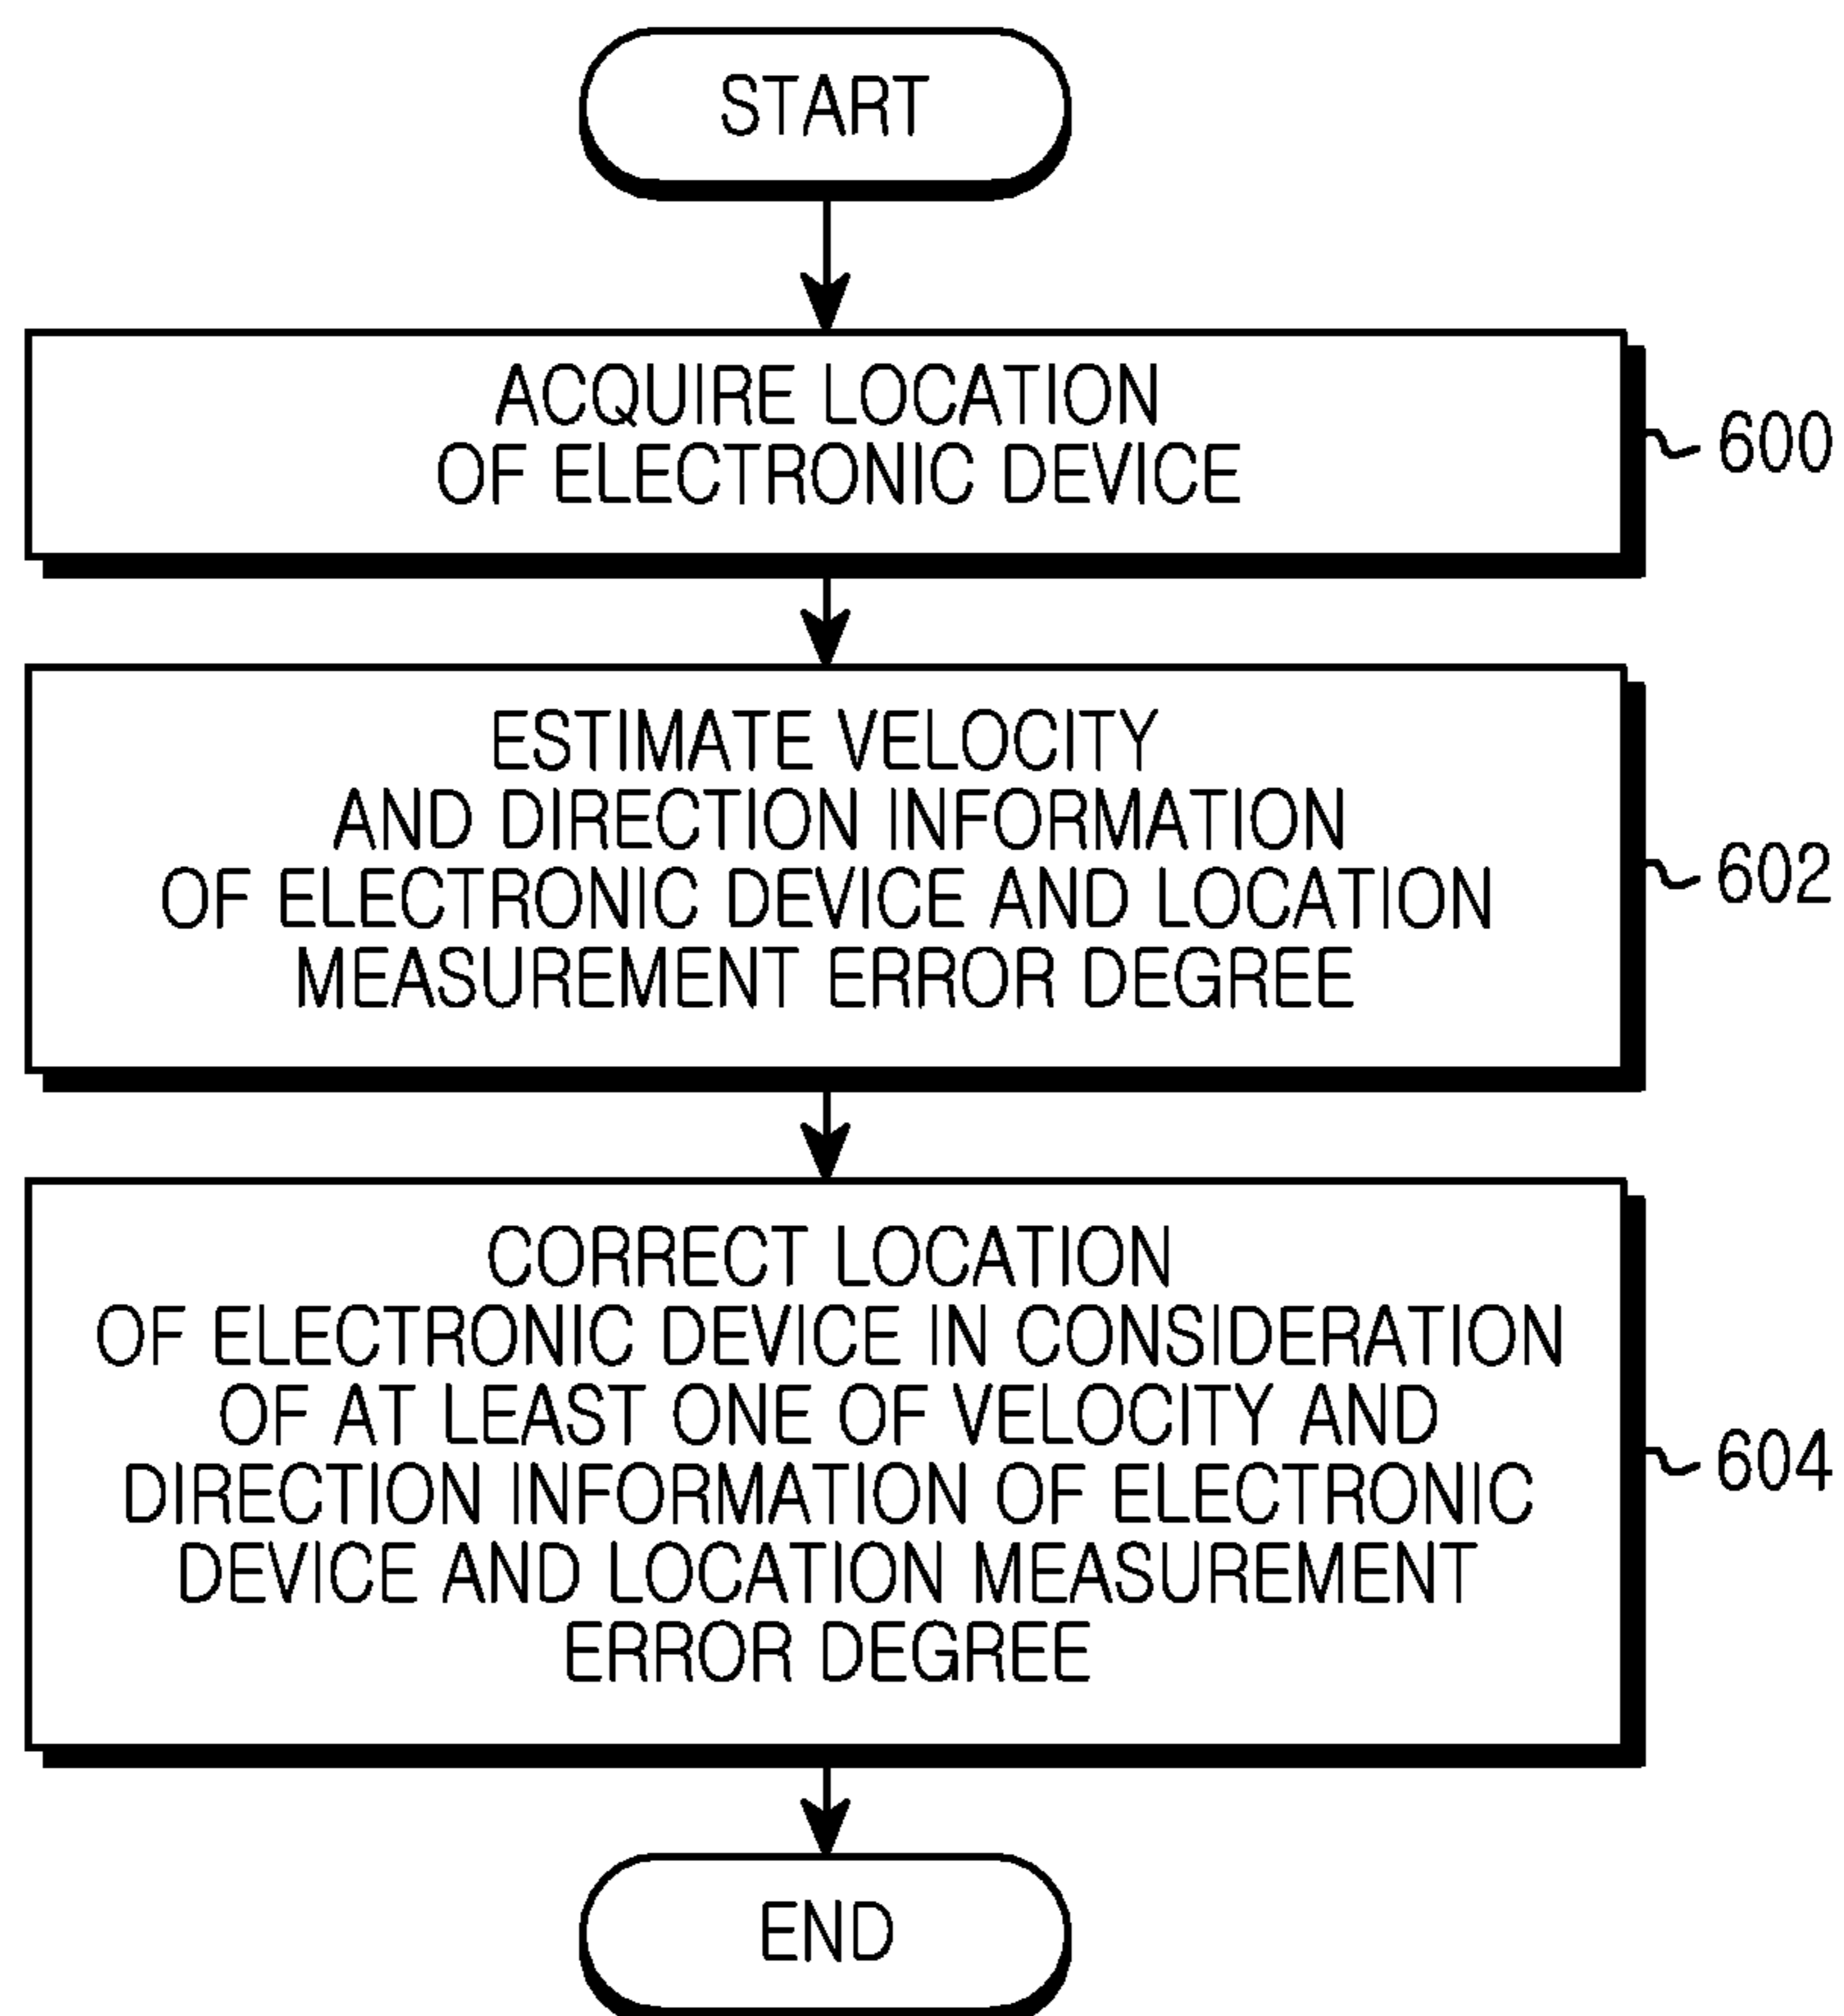 START
ACQUIRE LOCATION
OF ELECTRONIC DEVICE
600
ESTIMATE VELOCITY
AND DIRECTION INFORMATION
OF ELECTRONIC DEVICE AND LOCATION
MEASUREMENT ERROR DEGREE
602
CORRECT LOCATION
OF ELECTRONIC DEVICE IN CONSIDERATION
OF AT LEAST ONE OF VELOCITY AND
DIRECTION INFORMATION OF ELECTRONIC
DEVICE AND LOCATION MEASUREMENT
ERROR DEGREE
604
END